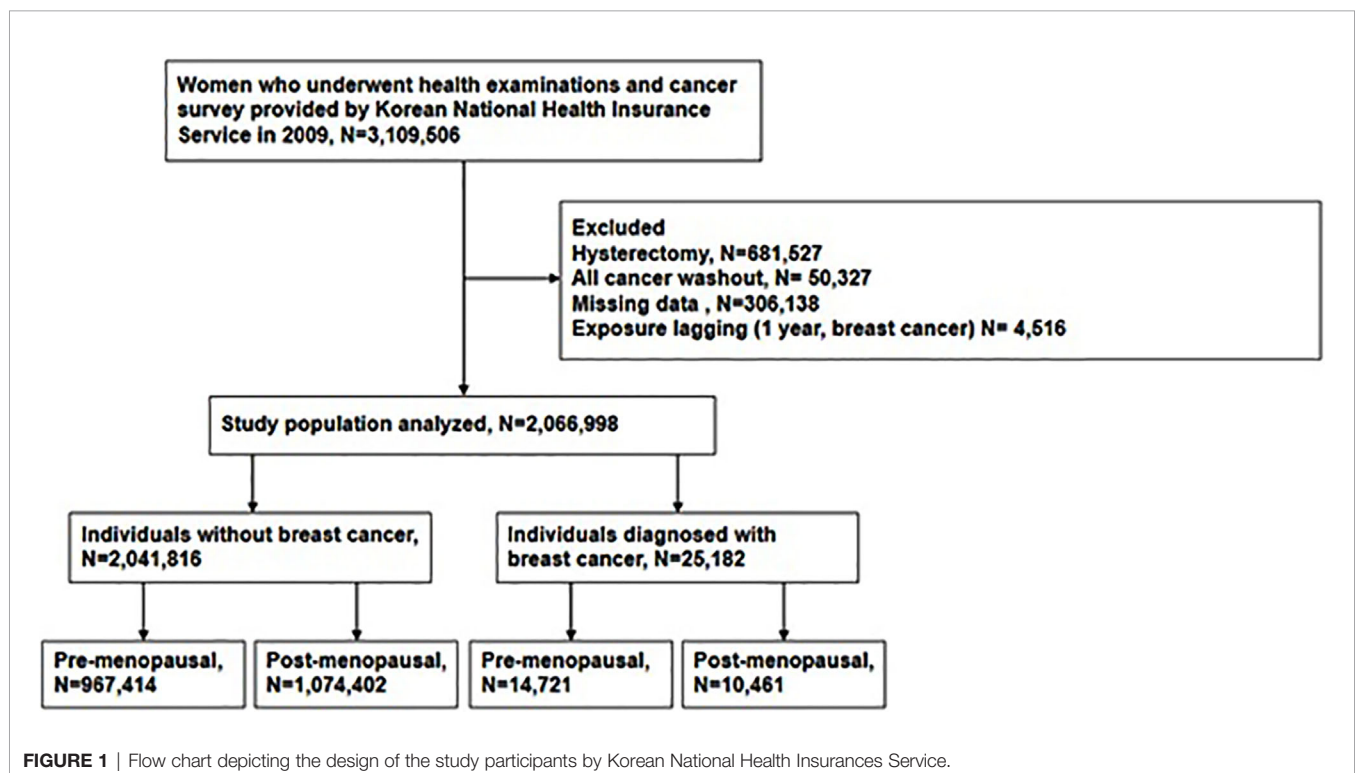 Women who underwent health examinations and cancer
survey provided by Korean National Health Insurance
Service in 2009, N=3,109,506
Excluded
Hysterectomy, N=681,527
All cancer washout, N= 50,327
Missing data , N=306,138
Exposure lagging (1 year, breast cancer) N= 4,516
Study population analyzed, N=2,066,998
Individuals without breast cancer,
N=2,041,816
Individuals diagnosed with
breast cancer, N=25,182
Pre-menopausal,
N=967,414
Post-menopausal,
N=1,074,402
Pre-menopausal,
N=14,721
Post-menopausal,
N=10,461
FIGURE 1 | Flow chart depicting the design of the study participants by Korean National Health Insurances Service.